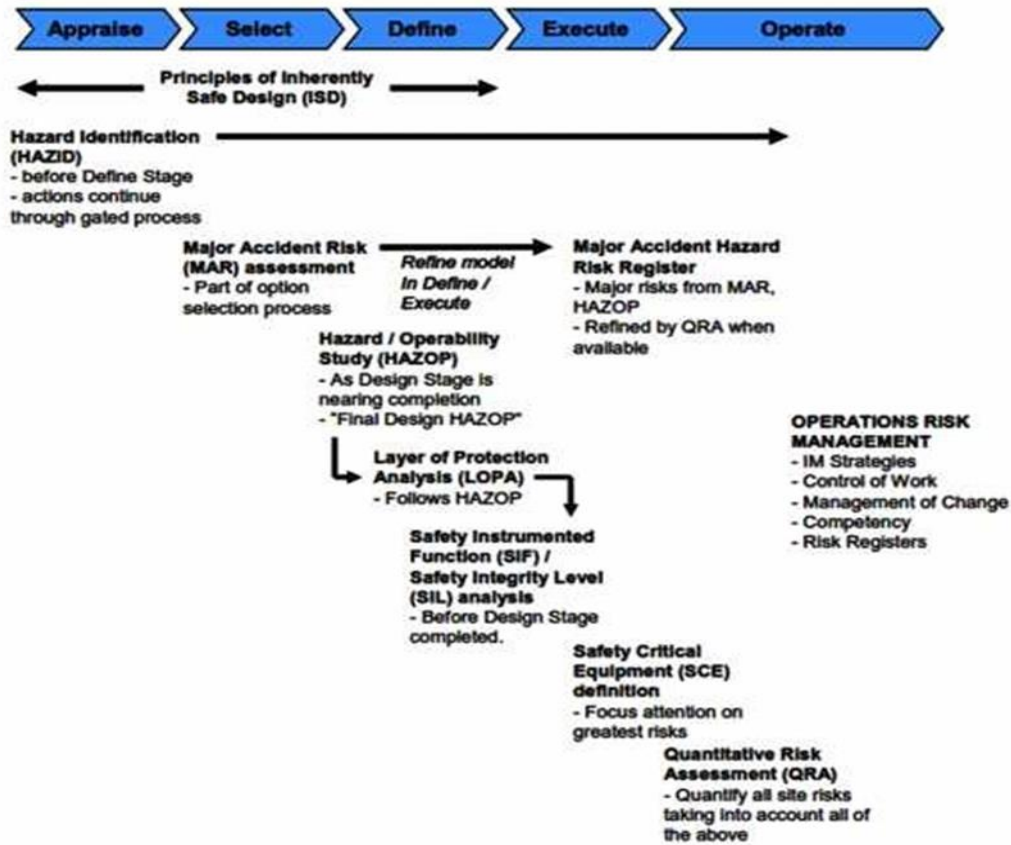 Appraise
Select
Define
Execute
Operate
Principles of Inherently
Safe Design (ISD)
Hazard Identification
(HAZID)
- before Define Stage
- actions continue
through gated process
Major Accident Risk
(MAR) assessment
- Part of option
selection process
Refine model
in Define /
Execute
Major Accident Hazard
Risk Register
- Major risks from MAR,
HAZOP
- Refined by QRA when
available
Hazard / Operability
Study (HAZOP)
- As Design Stage is
nearing completion
- "Final Design HAZOP"
Layer of Protection
Analysis (LOPA)
- Follows HAZOP
OPERATIONS RISK
MANAGEMENT
- IM Strategies
- Control of Work
- Management of Change
- Competency
- Risk Registers
Safety Instrumented
Function (SIF) /
Safety Integrity Level
(SIL) analysis
- Before Design Stage
completed.
Safety Critical
Equipment (SCE)
definition
- Focus attention on
greatest risks
Quantitative Risk
Assessment (QRA)
- Quantify all site risks
taking into account all of
the above